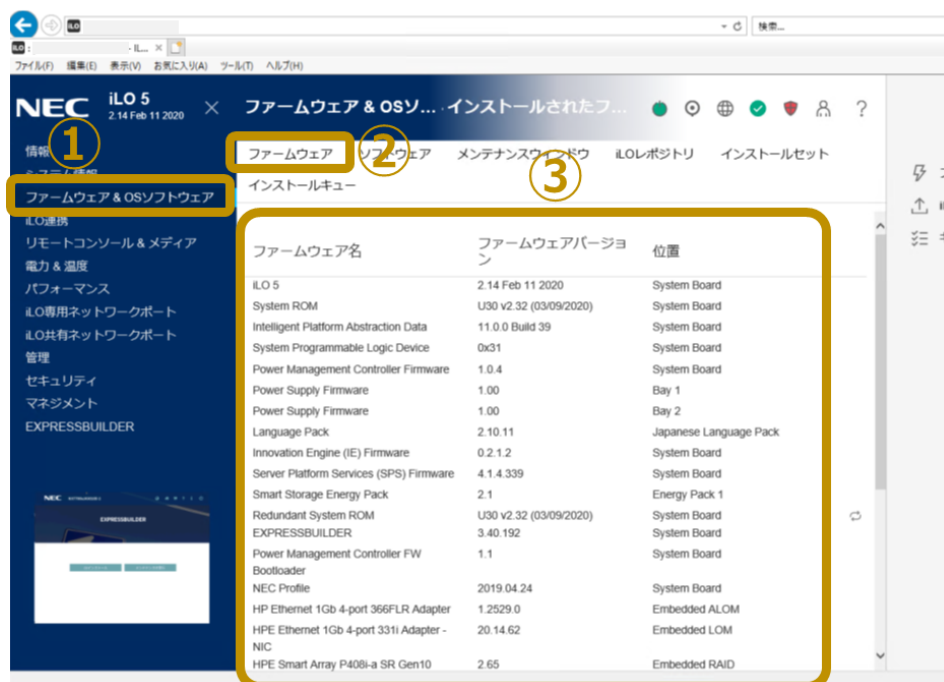 iLO
検索...
iLO :
- IL...
ファイル(F) 編集(E) 表示(V) お気に入り(A) ツール(T) ヘルプ(H)
NEC iLO 5
2.14 Feb 11 2020
ファームウェア & OSソ... インストールされたフ... ?
①
情報
システム情報
ファームウェア & OSソフトウェア
iLO連携
リモートコンソール & メディア
電力 & 温度
パフォーマンス
iLO専用ネットワークポート
iLO共有ネットワークポート
管理
セキュリティ
マネジメント
EXPRESSBUILDER
NEC
EXPRESSBUILDER
②
ファームウェア ソフトウェア メンテナンスウィンドウ iLOレポジトリ インストールセット
インストールキュー
③
ファームウェア名 ファームウェアバージョン 位置
iLO 5 2.14 Feb 11 2020 System Board
System ROM U30 v2.32 (03/09/2020) System Board
Intelligent Platform Abstraction Data 11.0.0 Build 39 System Board
System Programmable Logic Device 0x31 System Board
Power Management Controller Firmware 1.0.4 System Board
Power Supply Firmware 1.00 Bay 1
Power Supply Firmware 1.00 Bay 2
Language Pack 2.10.11 Japanese Language Pack
Innovation Engine (IE) Firmware 0.2.1.2 System Board
Server Platform Services (SPS) Firmware 4.1.4.339 System Board
Smart Storage Energy Pack 2.1 Energy Pack 1
Redundant System ROM U30 v2.32 (03/09/2020) System Board
EXPRESSBUILDER 3.40.192 System Board
Power Management Controller FW Bootloader 1.1 System Board
NEC Profile 2019.04.24 System Board
HP Ethernet 1Gb 4-port 366FLR Adapter 1.2529.0 Embedded ALOM
HPE Ethernet 1Gb 4-port 331i Adapter - NIC 20.14.62 Embedded LOM
HPE Smart Array P408i-a SR Gen10 2.65 Embedded RAID